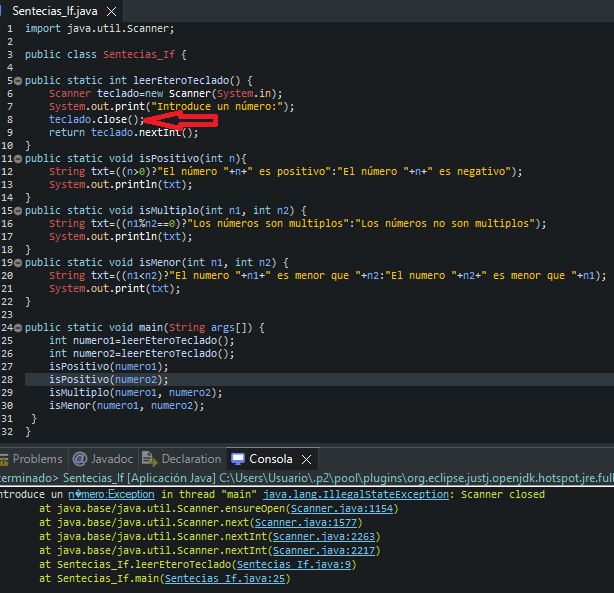 Sentecias_If.java
1 import java.util.Scanner;
2
3 public class Sentecias_If {
4
5 public static int leerEteroTeclado() {
6 Scanner teclado=new Scanner(System.in);
7 System.out.print("Introduce un número:");
8 teclado.close();
9 return teclado.nextInt();
10 }
11 public static void isPositivo(int n){
12 String txt=((n>0)?"El número "+n+" es positivo":"El número "+n+" es negativo");
13 System.out.println(txt);
14 }
15 public static void isMultiplo(int n1, int n2) {
16 String txt=((n1%n2==0)?"Los números son multiplos":"Los números no son multiplos");
17 System.out.println(txt);
18 }
19 public static void isMenor(int n1, int n2) {
20 String txt=((n1<n2)?"El numero "+n1+" es menor que "+n2:"El numero "+n2+" es menor que "+n1);
21 System.out.print(txt);
22 }
23
24 public static void main(String args[]) {
25 int numero1=leerEteroTeclado();
26 int numero2=leerEteroTeclado();
27 isPositivo(numero1);
28 isPositivo(numero2);
29 isMultiplo(numero1, numero2);
30 isMenor(numero1, numero2);
31 }
32 }
Problems Javadoc Declaration Consola
terminado> Sentecias_If [Aplicación Java] C:\Users\Usuario\.p2\pool\plugins\org.eclipse.justj.openjdk.hotspot.jre.full
ntroduce un n�mero:Exception in thread "main" java.lang.IllegalStateException: Scanner closed
at java.base/java.util.Scanner.ensureOpen(Scanner.java:1154)
at java.base/java.util.Scanner.next(Scanner.java:1577)
at java.base/java.util.Scanner.nextInt(Scanner.java:2263)
at java.base/java.util.Scanner.nextInt(Scanner.java:2217)
at Sentecias_If.leerEteroTeclado(Sentecias_If.java:9)
at Sentecias_If.main(Sentecias_If.java:25)